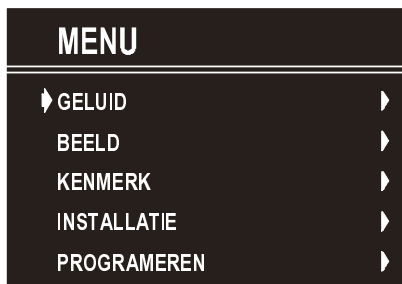 MENU
GELUID
BEELD
KENMERK
INSTALLATIE
PROGRAMEREN